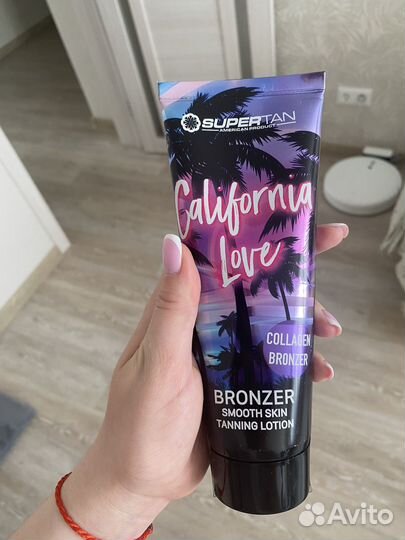 SUPERTAN
AMERICAN PRODUCT
California
Love
COLLAGEN
BRONZER
BRONZER
SMOOTH SKIN
TANNING LOTION
Avito